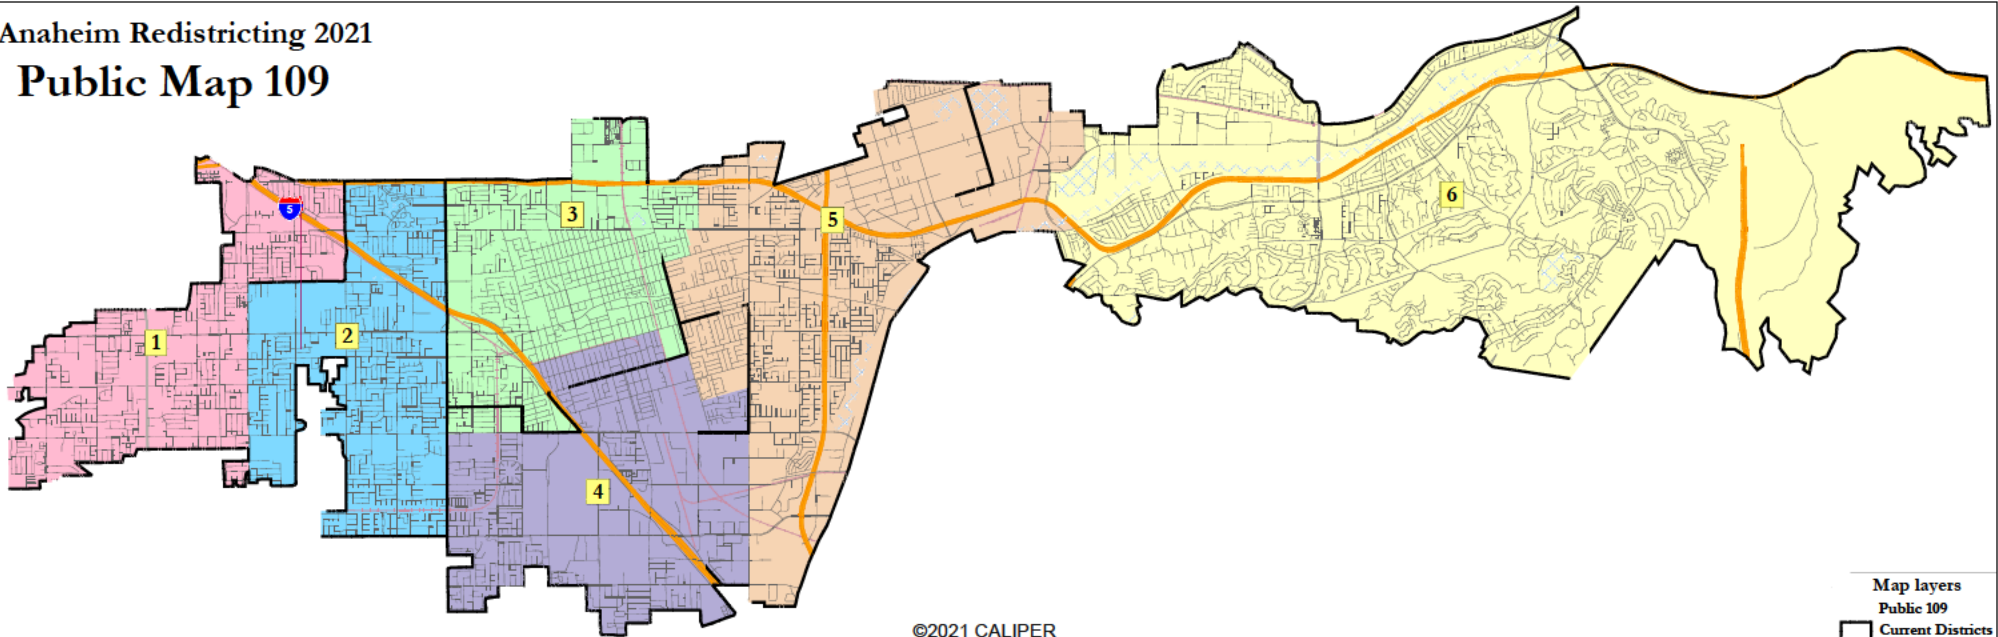 Anaheim Redistricting 2021
Public Map 109
5
1
2
3
4
5
6
©2021 CALIPER
Map layers
Public 109
Current Districts